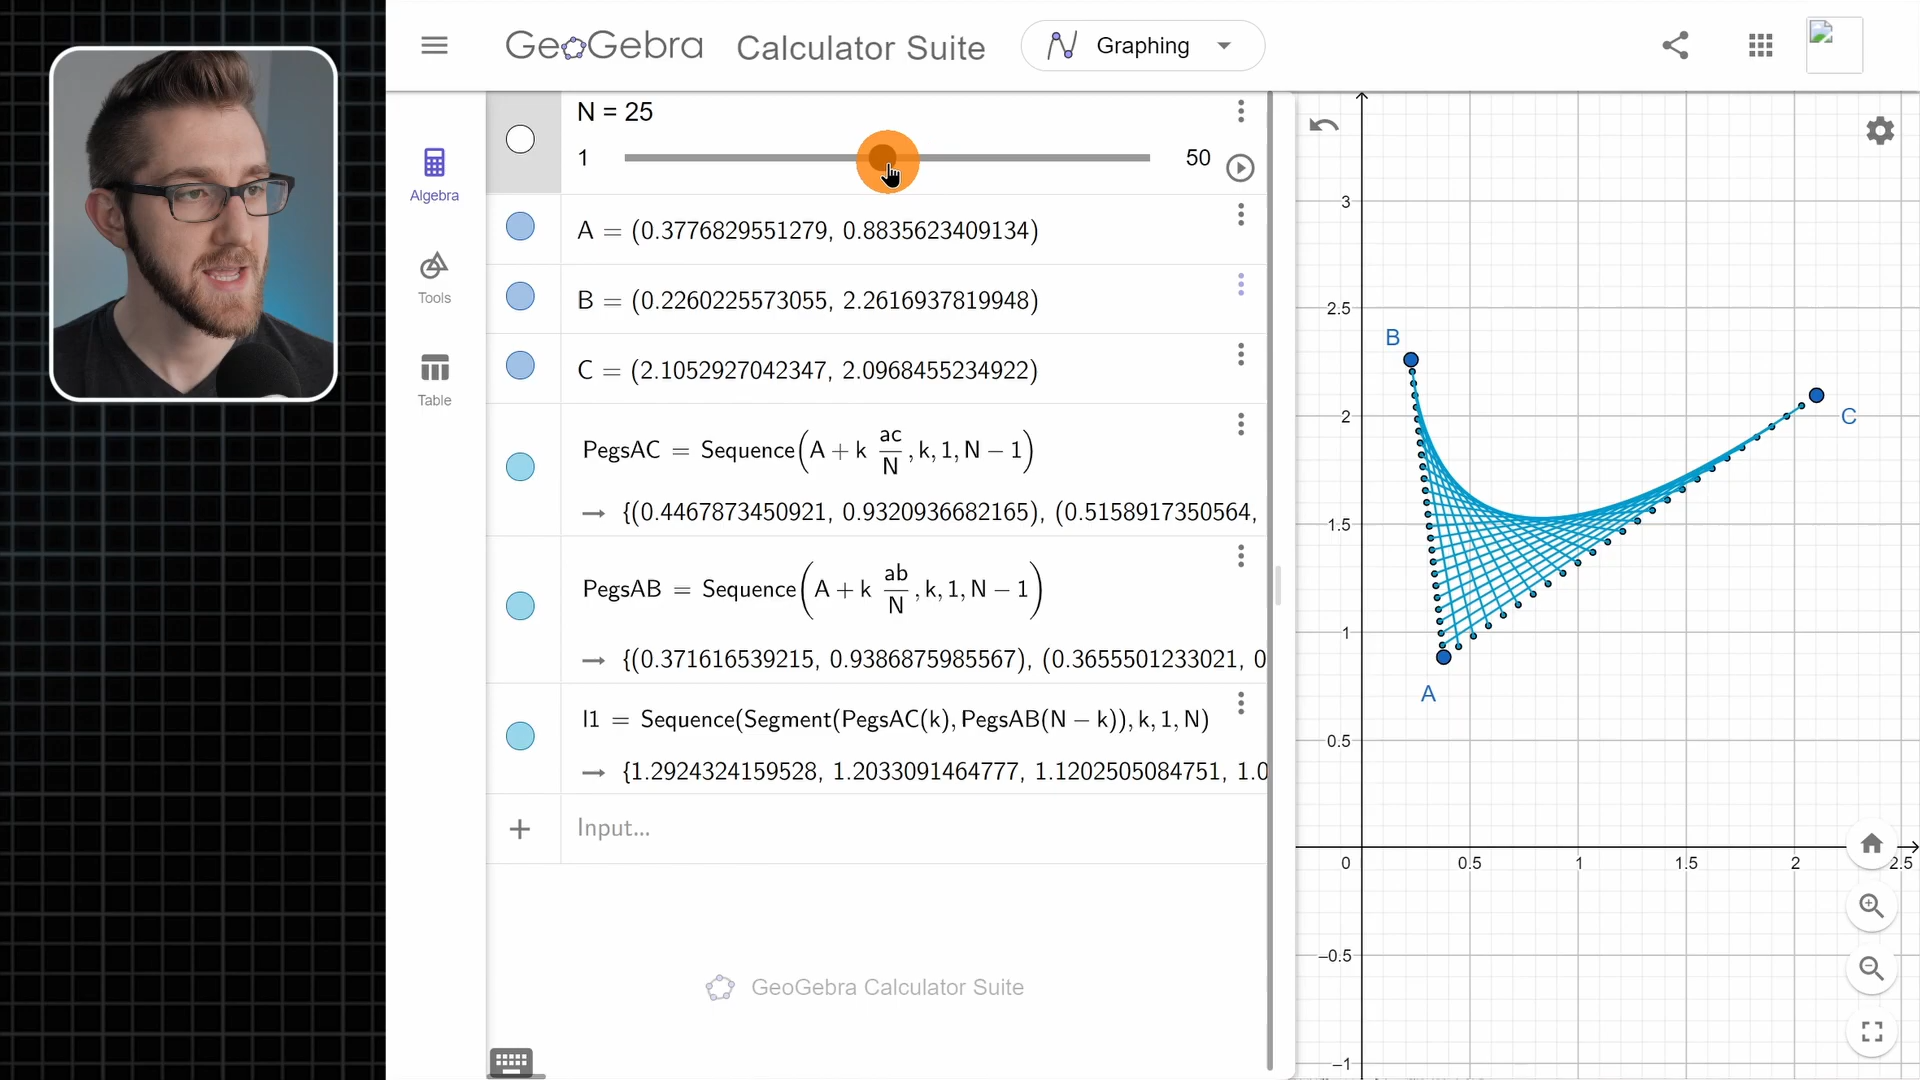 GeoGebra Calculator Suite Graphing
N = 25
1 50
Algebra
A = (0.3776829551279, 0.8835623409134)
B = (0.2260225573055, 2.2616937819948)
Tools
C = (2.1052927042347, 2.0968455234922)
Table
PegsAC = Sequence(A + k ac/N, k, 1, N − 1)
→ {(0.4467873450921, 0.9320936682165), (0.5158917350564,
PegsAB = Sequence(A + k ab/N, k, 1, N − 1)
→ {(0.371616539215, 0.9386875985567), (0.3655501233021, 0
l1 = Sequence(Segment(PegsAC(k), PegsAB(N − k)), k, 1, N)
→ {1.2924324159528, 1.2033091464777, 1.1202505084751, 1.0
Input...
GeoGebra Calculator Suite
3
2.5
B
2
C
1.5
1
A
0.5
0 0.5 1 1.5 2 2.5
−0.5
−1